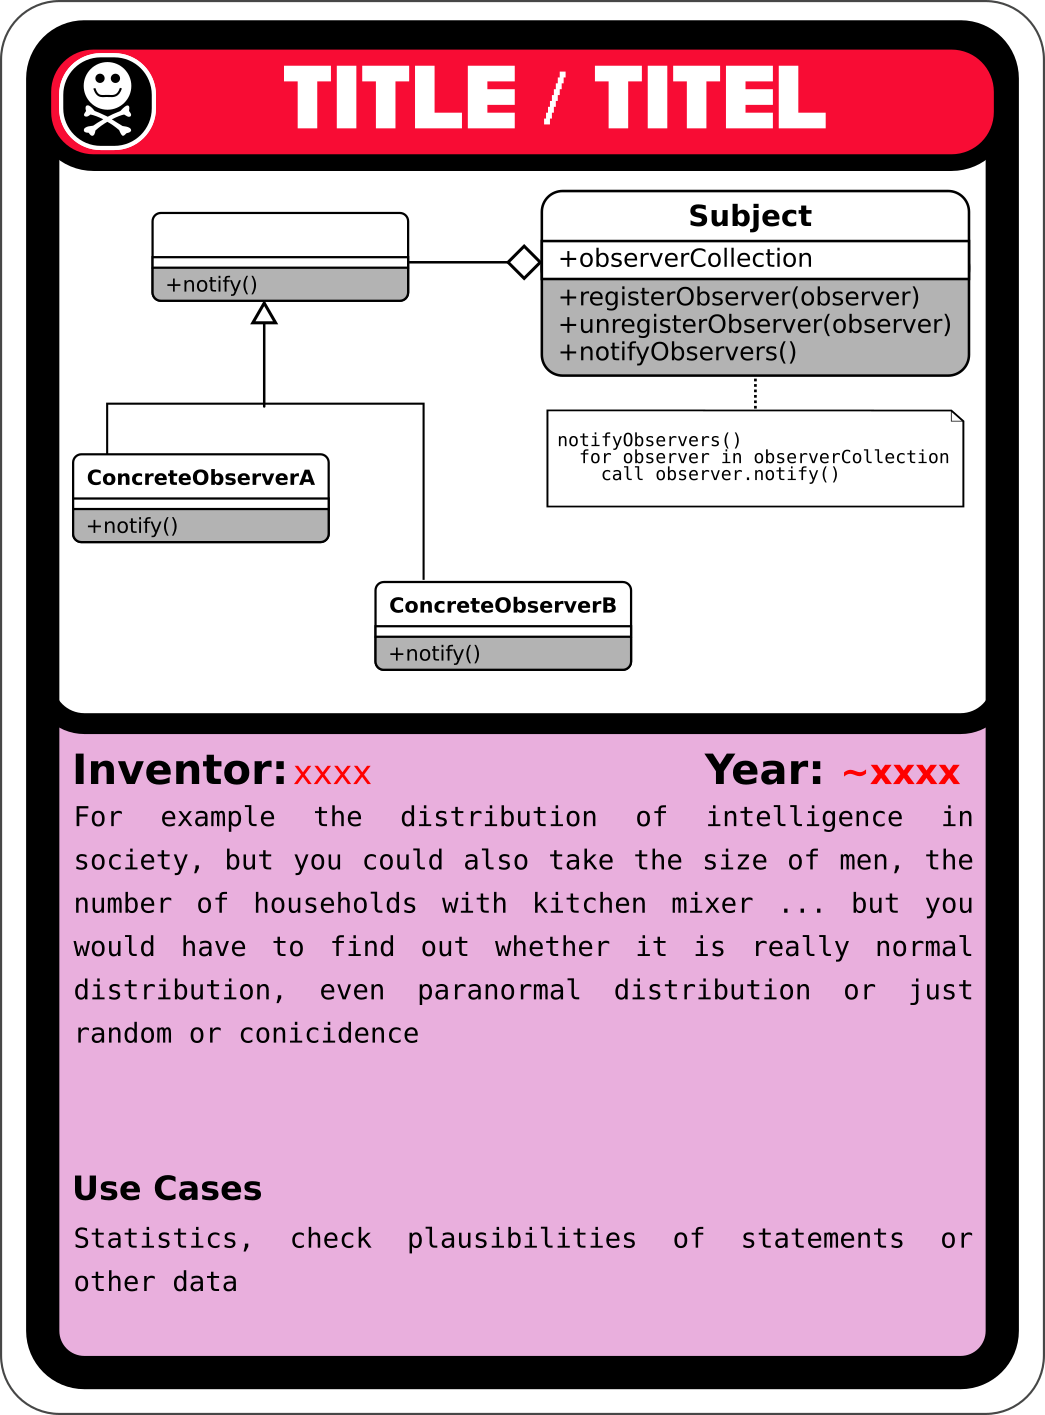 TITLE / TITEL
+notify()
Subject
+observerCollection
+registerObserver(observer)
+unregisterObserver(observer)
+notifyObservers()
notifyObservers()
for observer in observerCollection
call observer.notify()
ConcreteObserverA
+notify()
ConcreteObserverB
+notify()
Inventor: xxxx Year: ~xxxx
For example the distribution of intelligence in
society, but you could also take the size of men, the
number of households with kitchen mixer ... but you
would have to find out whether it is really normal
distribution, even paranormal distribution or just
random or conicidence
Use Cases
Statistics, check plausibilities of statements or
other data